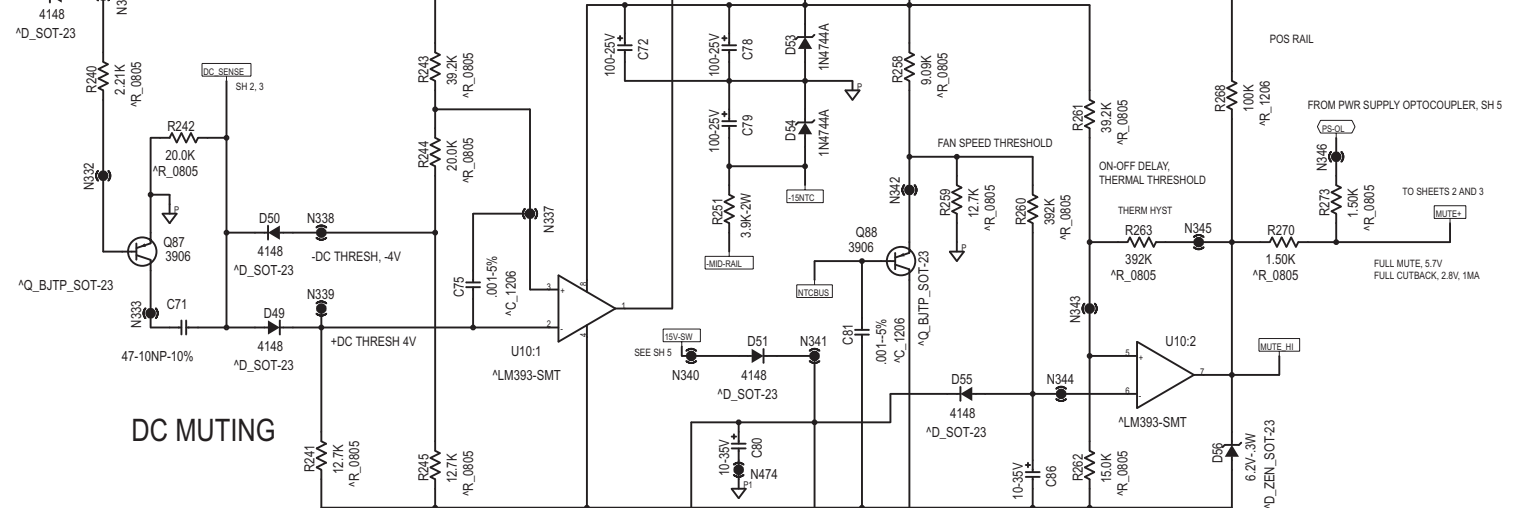 4148
^D_SOT-23
N3
R240
2.21K
^R_0805
DC_SENSE
SH 2, 3
R242
20.0K
^R_0805
N332
P
Q87
3906
^Q_BJTP_SOT-23
N333
C71
47-10NP-10%
D50
4148
^D_SOT-23
N338
-DC THRESH, -4V
D49
4148
^D_SOT-23
N339
+DC THRESH 4V
DC MUTING
R241
12.7K
^R_0805
R243
39.2K
^R_0805
R244
20.0K
^R_0805
R245
12.7K
^R_0805
C75
.001-5%
^C_1206
N337
3
+
2
-
8
4
1
U10:1
^LM393-SMT
100-25V
+
C72
100-25V
+
C78
100-25V
+
C79
D53
1N4744A
D54
1N4744A
P
R251
3.9K-2W
-15NTC
-MID-RAIL
15V-SW
SEE SH 5
N340
D51
4148
^D_SOT-23
N341
10-35V
+
C80
N474
P1
R258
9.09K
^R_0805
FAN SPEED THRESHOLD
N342
R259
12.7K
^R_0805
P
R260
392K
^R_0805
Q88
3906
^Q_BJTP_SOT-23
NTCBUS
C81
.001--5%
^C_1206
D55
4148
^D_SOT-23
N344
10-35V
+
C86
R261
39.2K
^R_0805
ON-OFF DELAY,
THERMAL THRESHOLD
THERM HYST
R263
392K
^R_0805
N345
N343
R262
15.0K
^R_0805
5
+
6
-
7
U10:2
^LM393-SMT
POS RAIL
R268
100K
^R_1206
FROM PWR SUPPLY OPTOCOUPLER, SH 5
PS-OL
N346
R273
1.50K
^R_0805
R270
1.50K
^R_0805
TO SHEETS 2 AND 3
MUTE+
FULL MUTE, 5.7V
FULL CUTBACK, 2.8V, 1MA
MUTE_HI
D56
6.2V-.3W
^D_ZEN_SOT-23